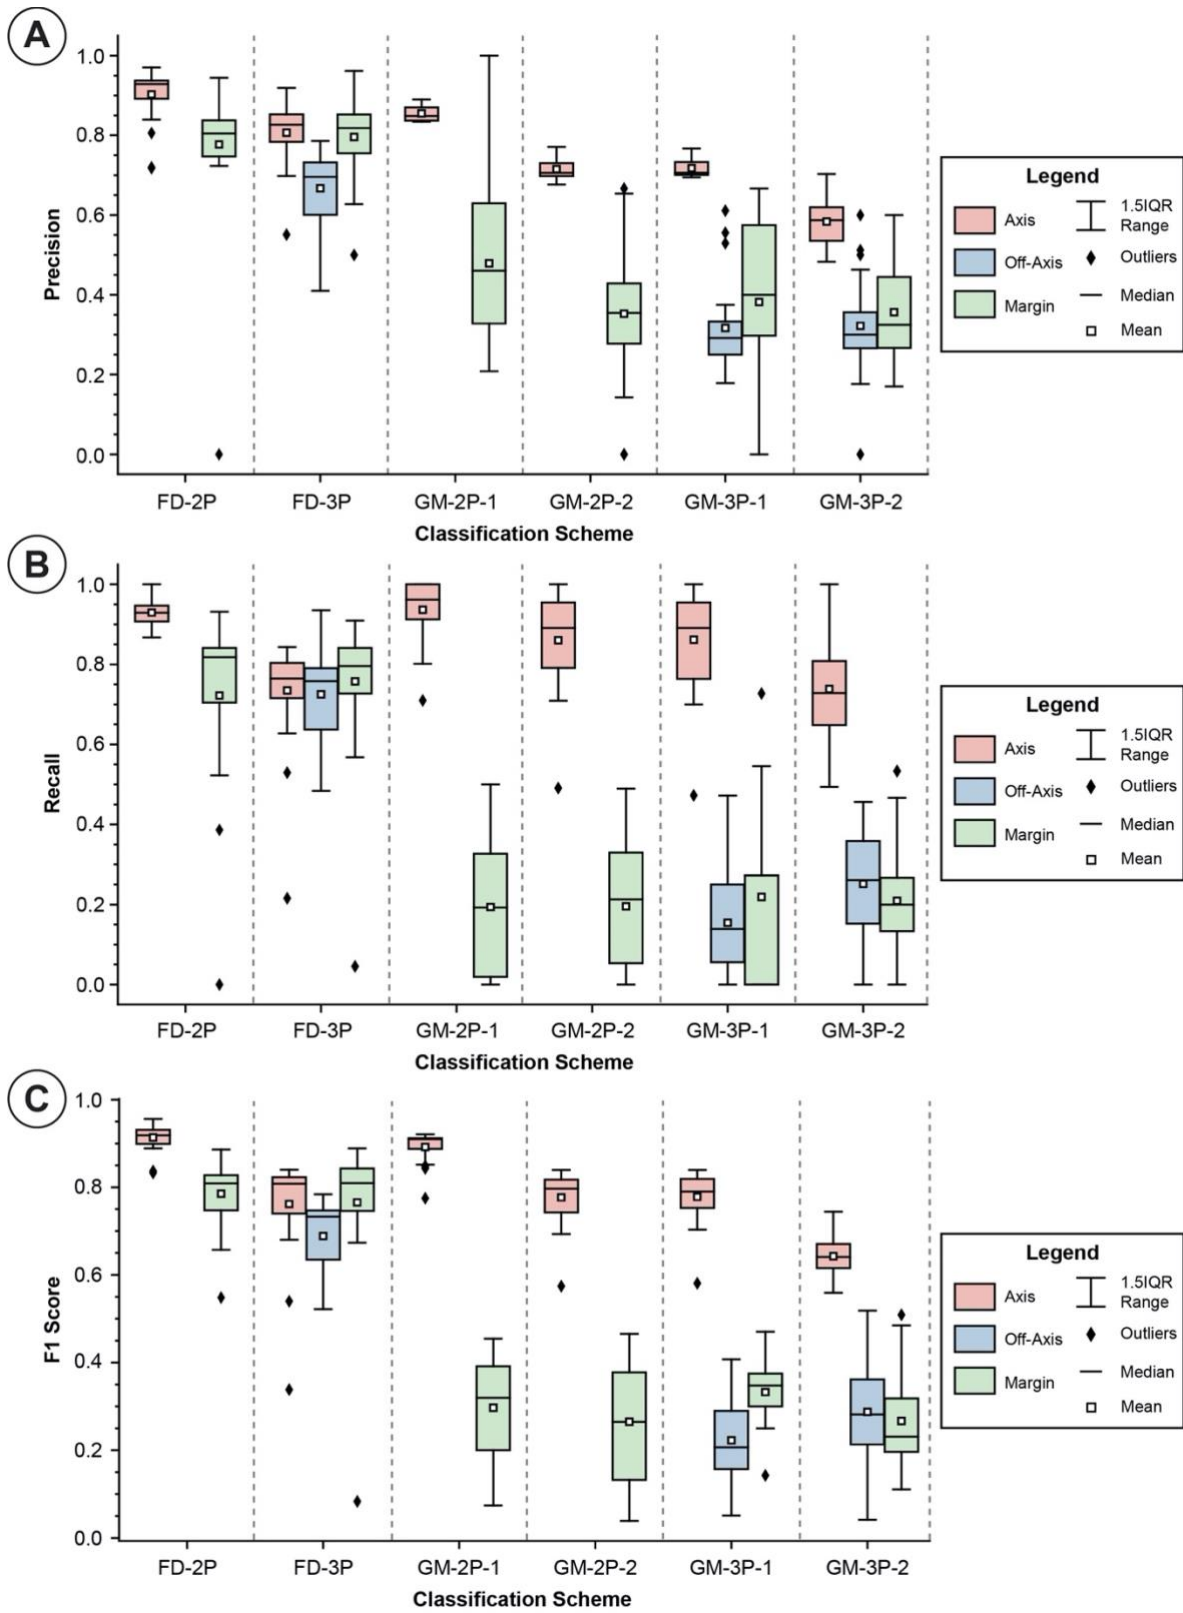 A
1.0
0.8
0.6
0.4
0.2
0.0
Precision
FD-2P FD-3P GM-2P-1 GM-2P-2 GM-3P-1 GM-3P-2
Classification Scheme
Legend
Axis
Off-Axis
Margin
1.5IQR
Range
Outliers
Median
Mean
B
1.0
0.8
0.6
0.4
0.2
0.0
Recall
FD-2P FD-3P GM-2P-1 GM-2P-2 GM-3P-1 GM-3P-2
Classification Scheme
Legend
Axis
Off-Axis
Margin
1.5IQR
Range
Outliers
Median
Mean
C
1.0
0.8
0.6
0.4
0.2
0.0
F1 Score
FD-2P FD-3P GM-2P-1 GM-2P-2 GM-3P-1 GM-3P-2
Classification Scheme
Legend
Axis
Off-Axis
Margin
1.5IQR
Range
Outliers
Median
Mean